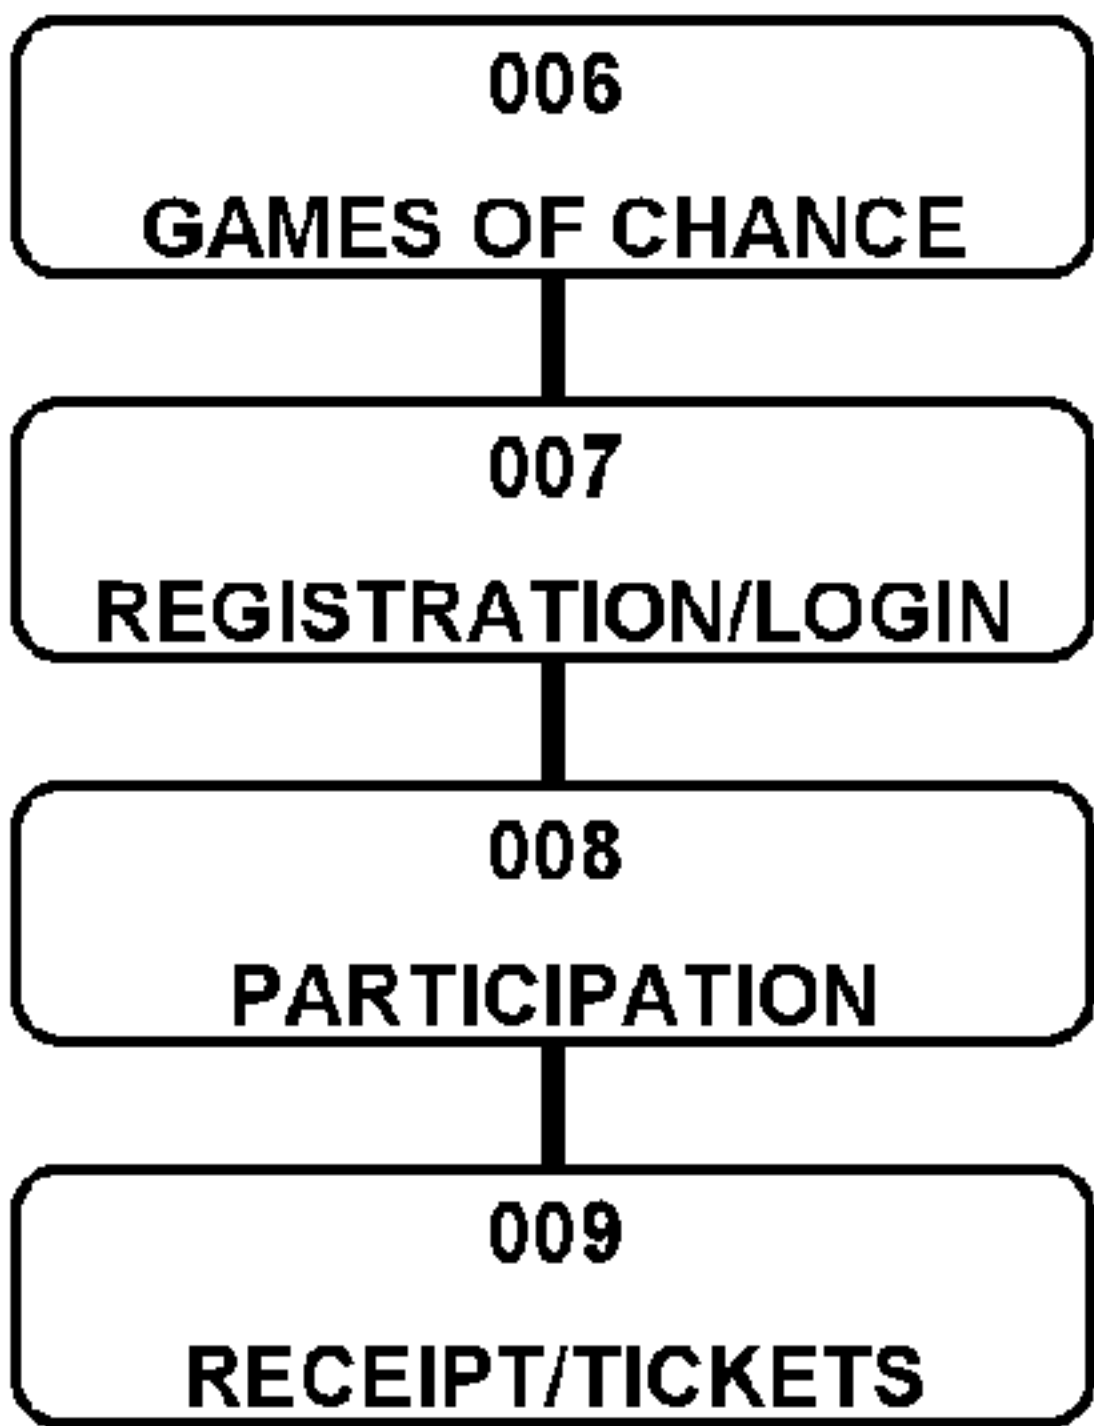 006
GAMES OF CHANCE
007
REGISTRATION/LOGIN
008
PARTICIPATION
009
RECEIPT/TICKETS